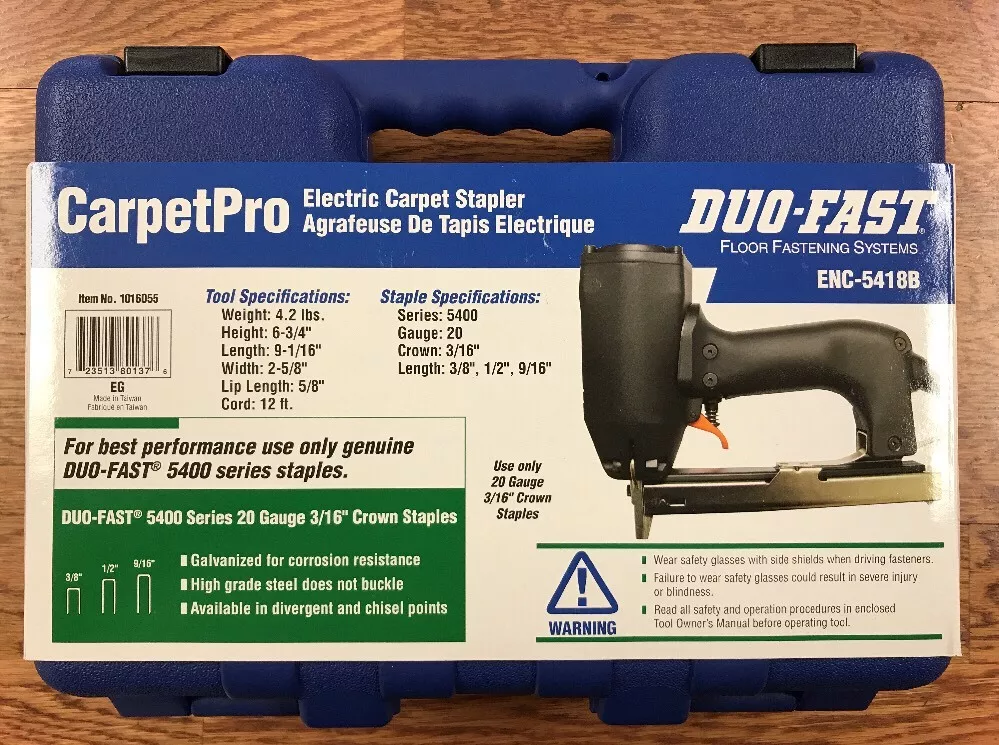 CarpetPro
Electric Carpet Stapler
Agrafeuse De Tapis Electrique
DUO-FAST®
FLOOR FASTENING SYSTEMS
ENC-5418B
Item No. 1016055
7 23513 80137 6
EG
Made in Taiwan
Fabriqué en Taiwan
Tool Specifications:
Weight: 4.2 lbs.
Height: 6-3/4"
Length: 9-1/16"
Width: 2-5/8"
Lip Length: 5/8"
Cord: 12 ft.
Staple Specifications:
Series: 5400
Gauge: 20
Crown: 3/16"
Length: 3/8", 1/2", 9/16"
For best performance use only genuine
DUO-FAST® 5400 series staples.
DUO-FAST® 5400 Series 20 Gauge 3/16" Crown Staples
3/8" 1/2" 9/16"
Galvanized for corrosion resistance
High grade steel does not buckle
Available in divergent and chisel points
Use only
20 Gauge
3/16" Crown
Staples
WARNING
Wear safety glasses with side shields when driving fasteners.
Failure to wear safety glasses could result in severe injury
or blindness.
Read all safety and operation procedures in enclosed
Tool Owner's Manual before operating tool.